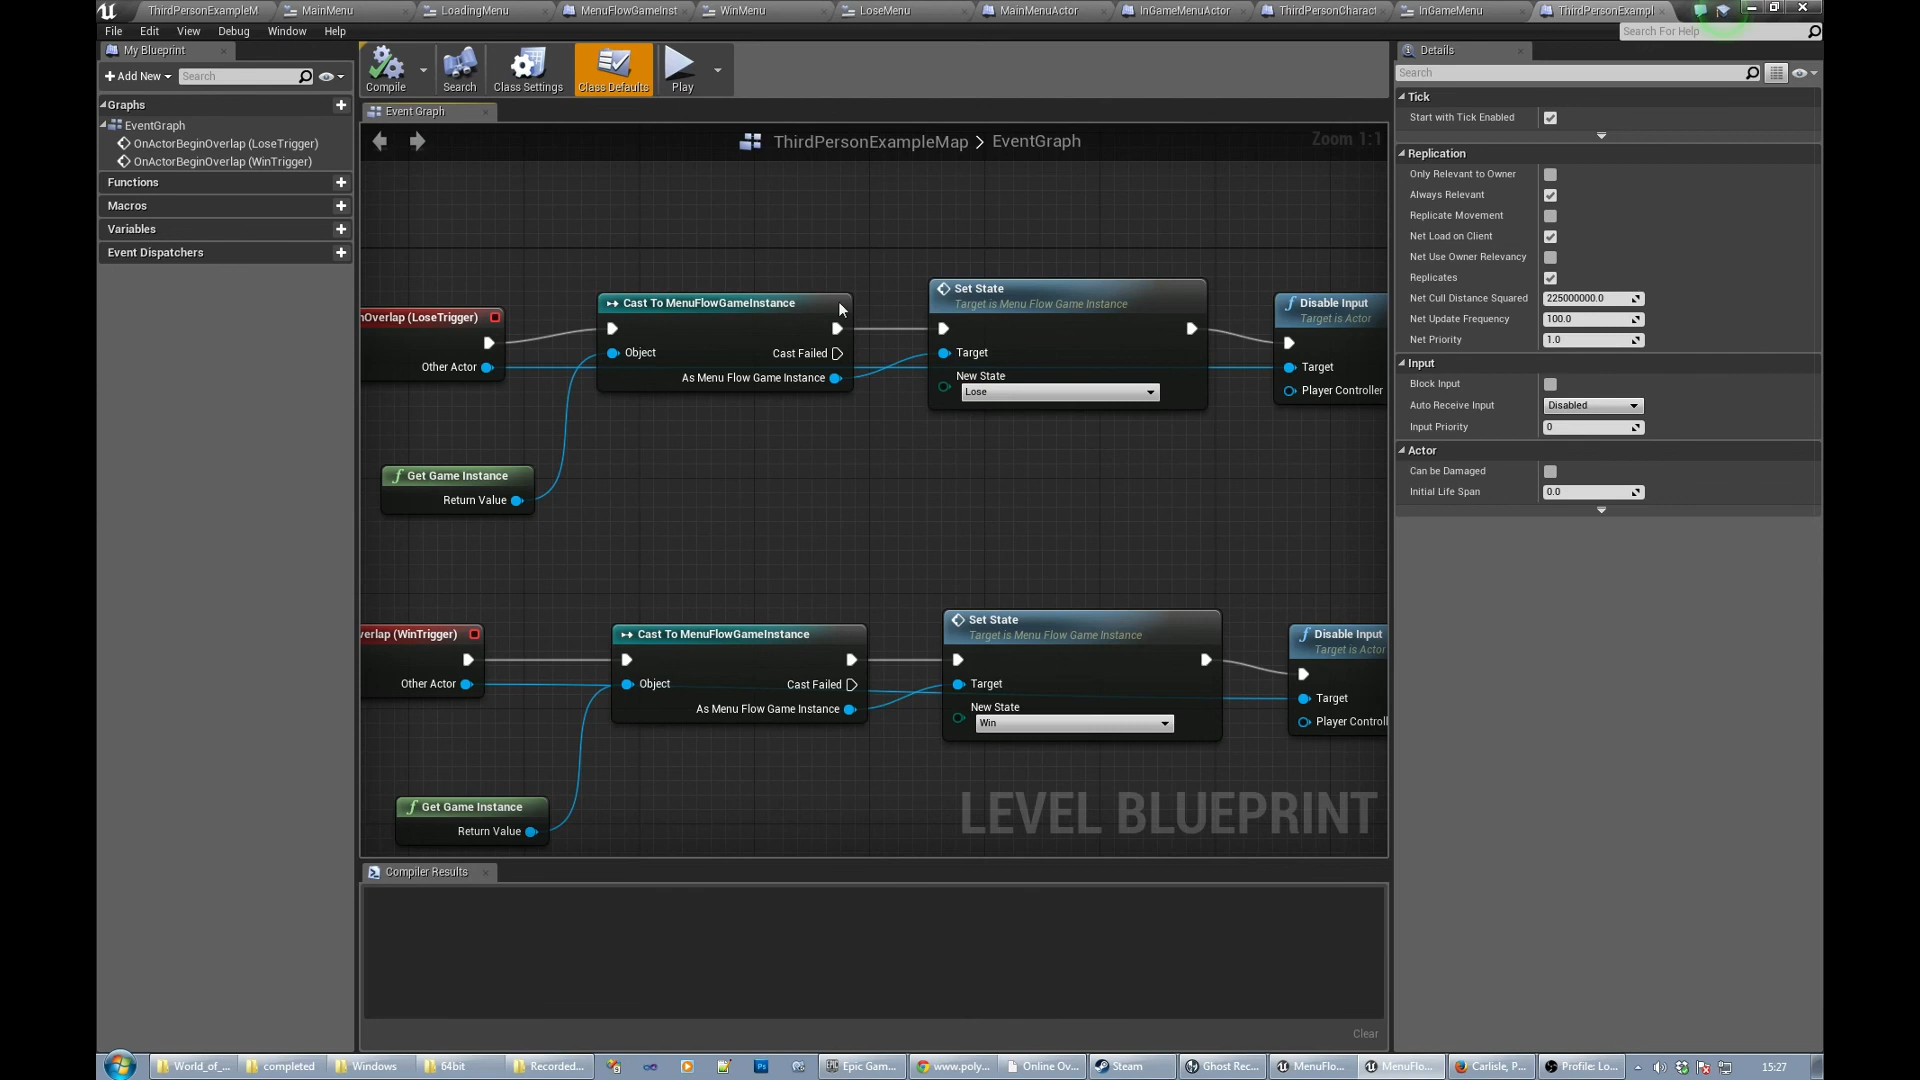 ThirdPersonExampleM
MainMenu
LoadingMenu
MenuFlowGameInst
WinMenu
LoseMenu
MainMenuActor
InGameMenuActor
ThirdPersonCharact
InGameMenu
ThirdPersonExampl
File Edit View Debug Window Help
Search For Help
My Blueprint
+Add New
Search
Graphs
EventGraph
OnActorBeginOverlap (LoseTrigger)
OnActorBeginOverlap (WinTrigger)
Functions
Macros
Variables
Event Dispatchers
Compile
Search
Class Settings
Class Defaults
Play
Event Graph
ThirdPersonExampleMap > EventGraph
Zoom 1:1
nOverlap (LoseTrigger)
Other Actor
Cast To MenuFlowGameInstance
Object
Cast Failed
As Menu Flow Game Instance
Set State
Target is Menu Flow Game Instance
Target
New State
Lose
Disable Input
Target is Actor
Target
Player Controller
Get Game Instance
Return Value
verlap (WinTrigger)
Other Actor
Cast To MenuFlowGameInstance
Object
Cast Failed
As Menu Flow Game Instance
Set State
Target is Menu Flow Game Instance
Target
New State
Win
Disable Input
Target is Actor
Target
Player Controll
Get Game Instance
Return Value
LEVEL BLUEPRINT
Compiler Results
Clear
Details
Search
Tick
Start with Tick Enabled
Replication
Only Relevant to Owner
Always Relevant
Replicate Movement
Net Load on Client
Net Use Owner Relevancy
Replicates
Net Cull Distance Squared 225000000.0
Net Update Frequency 100.0
Net Priority 1.0
Input
Block Input
Auto Receive Input Disabled
Input Priority 0
Actor
Can be Damaged
Initial Life Span 0.0
World_of_...
completed
Windows
64bit
Recorded...
Epic Gam...
www.poly...
Online Ov...
Steam
Ghost Rec...
MenuFlo...
MenuFlo...
Carlisle, P...
Profile: Lo...
15:27